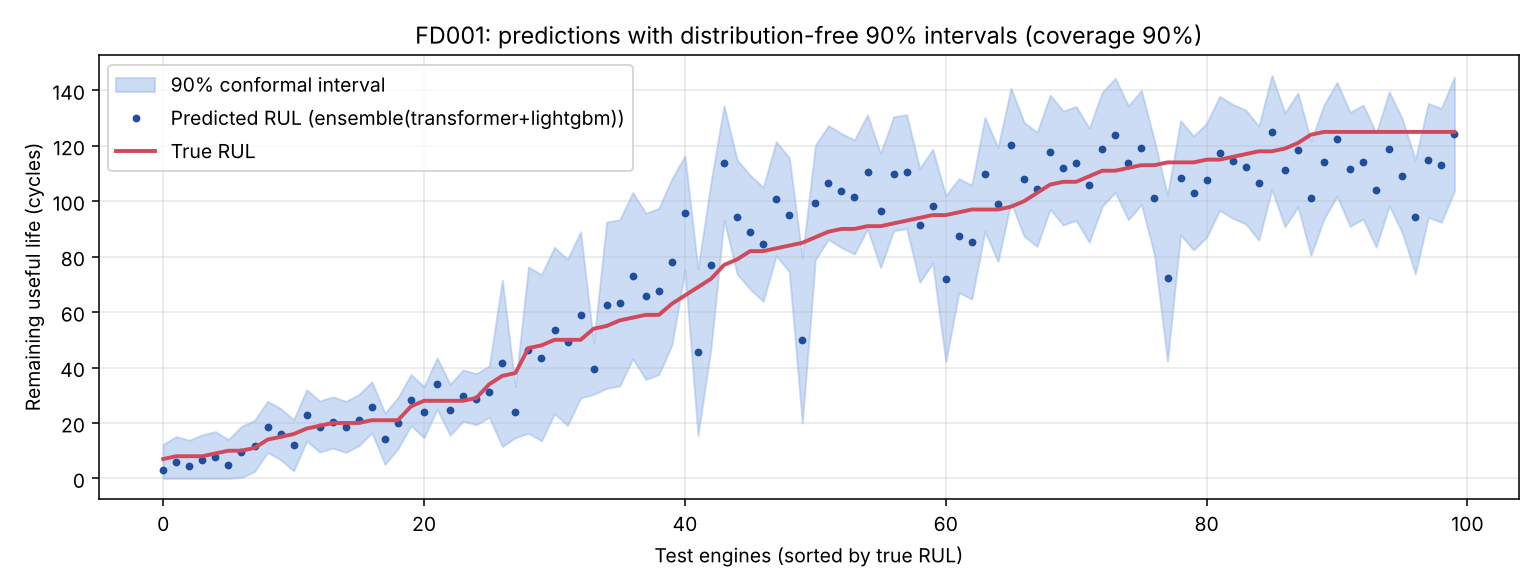 FD001: predictions with distribution-free 90% intervals (coverage 90%)
90% conformal interval
Predicted RUL (ensemble(transformer+lightgbm))
True RUL
Remaining useful life (cycles)
140
120
100
80
60
40
20
0
0 20 40 60 80 100
Test engines (sorted by true RUL)